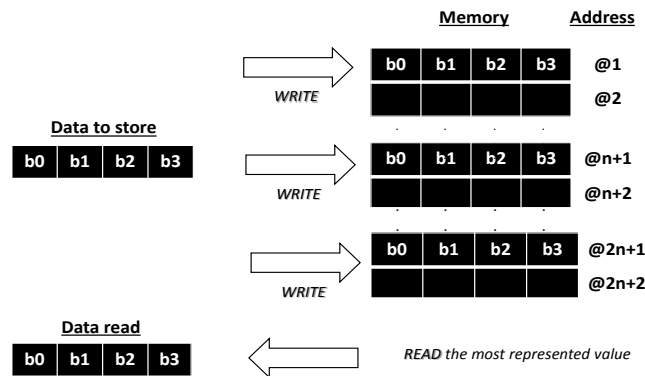 Memory Address
b0 b1 b2 b3 @1
WRITE @2
Data to store
b0 b1 b2 b3
b0 b1 b2 b3 @n+1
WRITE @n+2
b0 b1 b2 b3 @2n+1
WRITE @2n+2
Data read
b0 b1 b2 b3
READ the most represented value